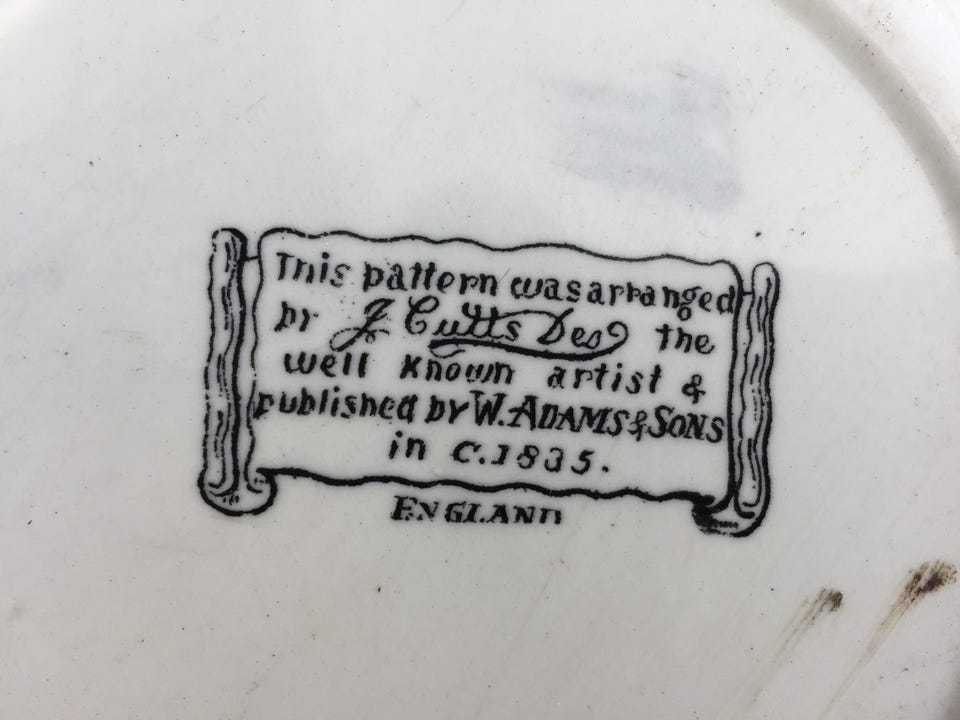 This pattern was arranged
by J Cutts Des the
well known artist &
published by W. ADAMS & SONS
in C. 1835.
ENGLAND